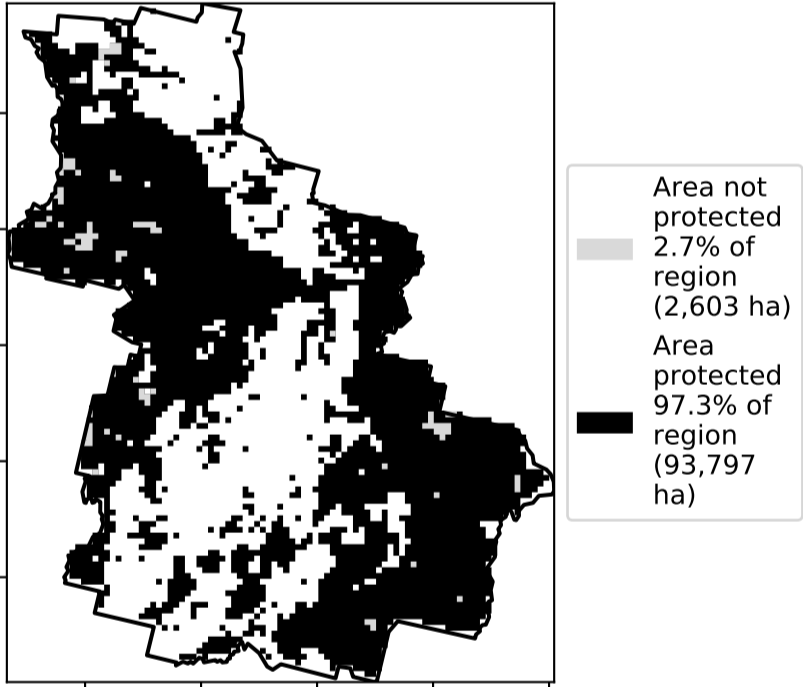 Area not
protected
2.7% of
region
(2,603 ha)
Area
protected
97.3% of
region
(93,797
ha)